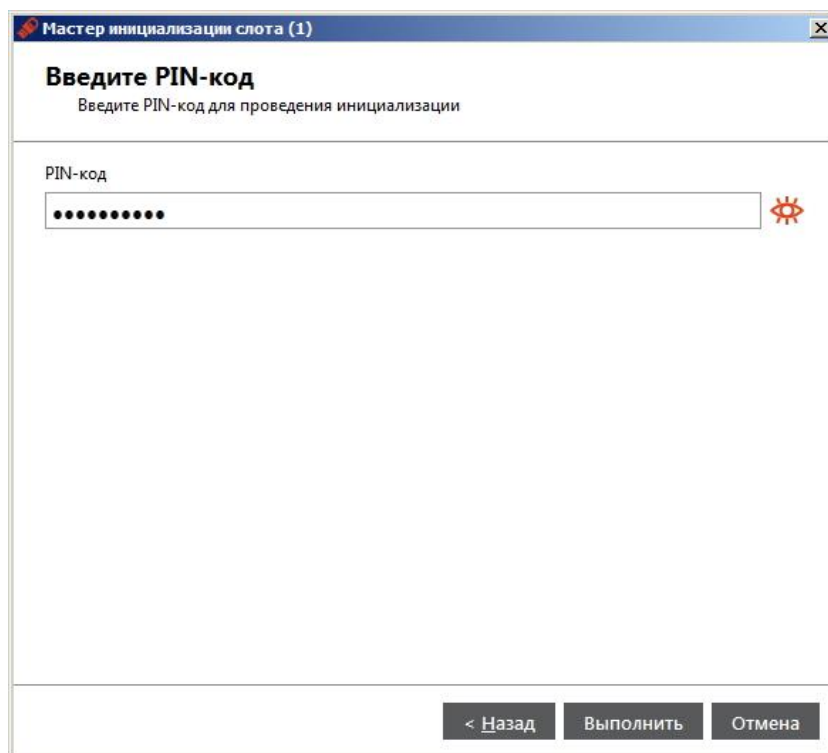 Мастер инициализации слота (1)
Введите PIN-код
Введите PIN-код для проведения инициализации
PIN-код
••••••••••
< Назад Выполнить Отмена